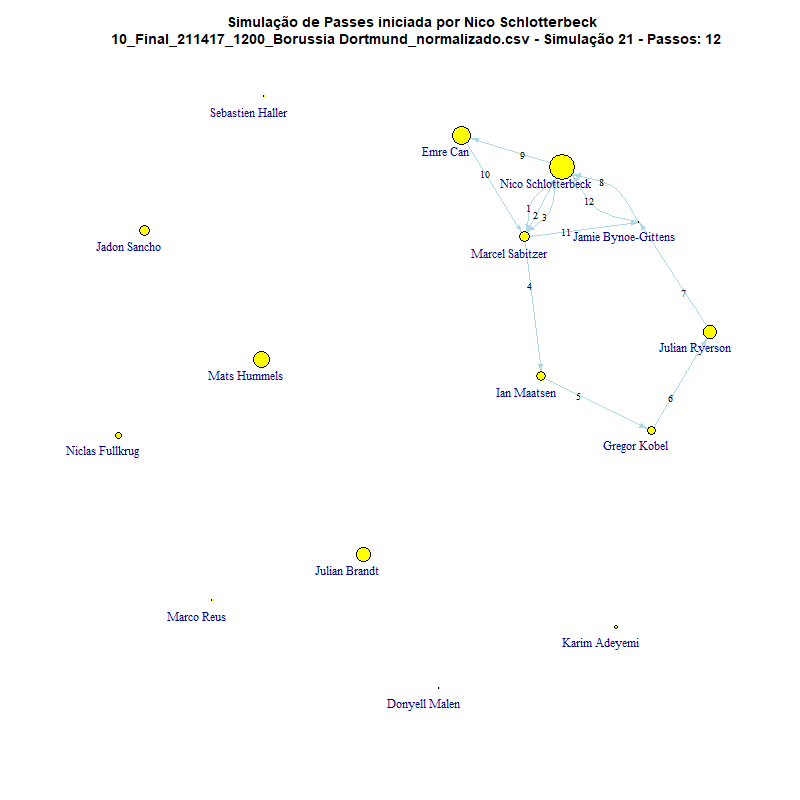 Simulação de Passes iniciada por Nico Schlotterbeck
10_Final_211417_1200_Borussia Dortmund_normalizado.csv - Simulação 21 - Passos: 12
Sebastien Haller
Emre Can
9
10
Nico Schlotterbeck
8
1
2
3
12
Jadon Sancho
Marcel Sabitzer
11
Jamie Bynoe-Gittens
4
7
Julian Ryerson
Mats Hummels
Ian Maatsen
5
6
Niclas Fullkrug
Gregor Kobel
Julian Brandt
Marco Reus
Karim Adeyemi
Donyell Malen